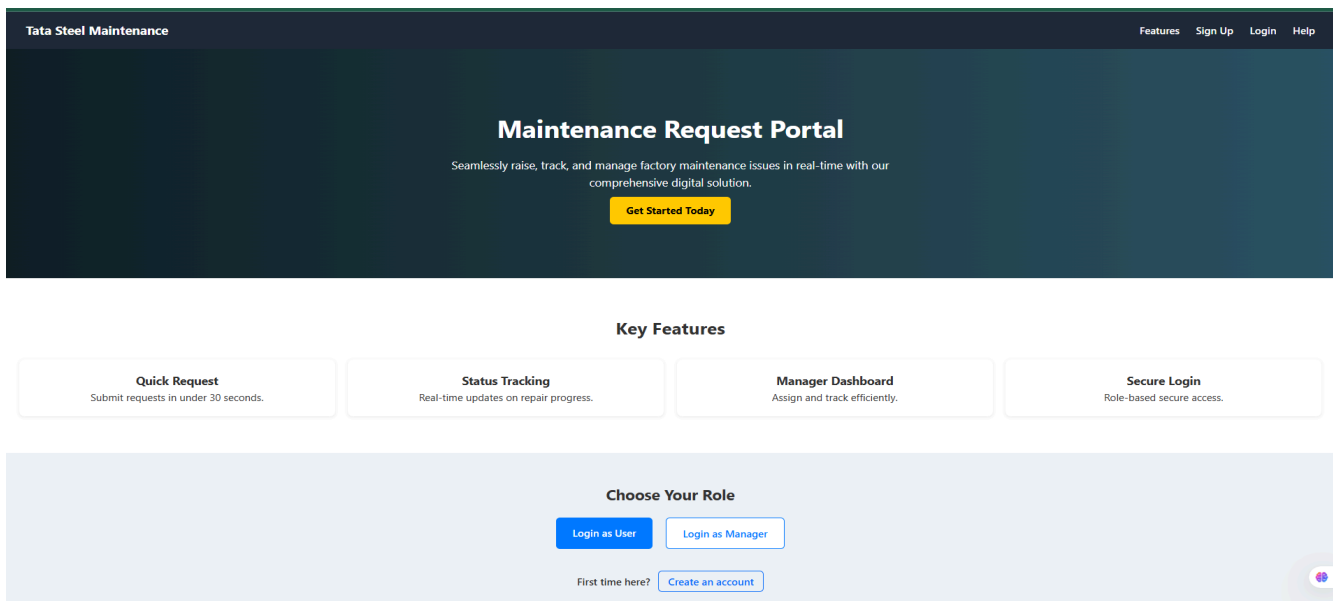 Tata Steel Maintenance
Features Sign Up Login Help
Maintenance Request Portal
Seamlessly raise, track, and manage factory maintenance issues in real-time with our
comprehensive digital solution.
Get Started Today
Key Features
Quick Request
Submit requests in under 30 seconds.
Status Tracking
Real-time updates on repair progress.
Manager Dashboard
Assign and track efficiently.
Secure Login
Role-based secure access.
Choose Your Role
Login as User
Login as Manager
First time here? Create an account